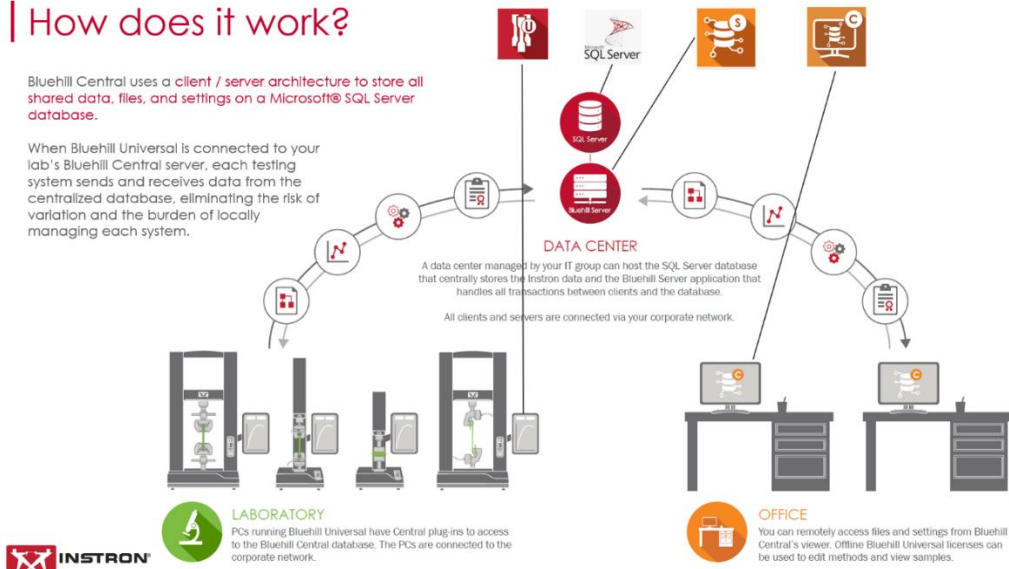 How does it work?
Bluehill Central uses a client / server architecture to store all
shared data, files, and settings on a Microsoft® SQL Server
database.
When Bluehill Universal is connected to your
lab's Bluehill Central server, each testing
system sends and receives data from the
centralized database, eliminating the risk of
variation and the burden of locally
managing each system.
U
Microsoft
SQL Server
S
C
SQL Server
Bluehill Server
DATA CENTER
A data center managed by your IT group can host the SQL Server database
that centrally stores the Instron data and the Bluehill Server application that
handles all transactions between clients and the database.
All clients and servers are connected via your corporate network.
C
C
LABORATORY
PCs running Bluehill Universal have Central plug-ins to access
to the Bluehill Central database. The PCs are connected to the
corporate network.
OFFICE
You can remotely access files and settings from Bluehill
Central's viewer. Offline Bluehill Universal licenses can
be used to edit methods and view samples.
INSTRON®